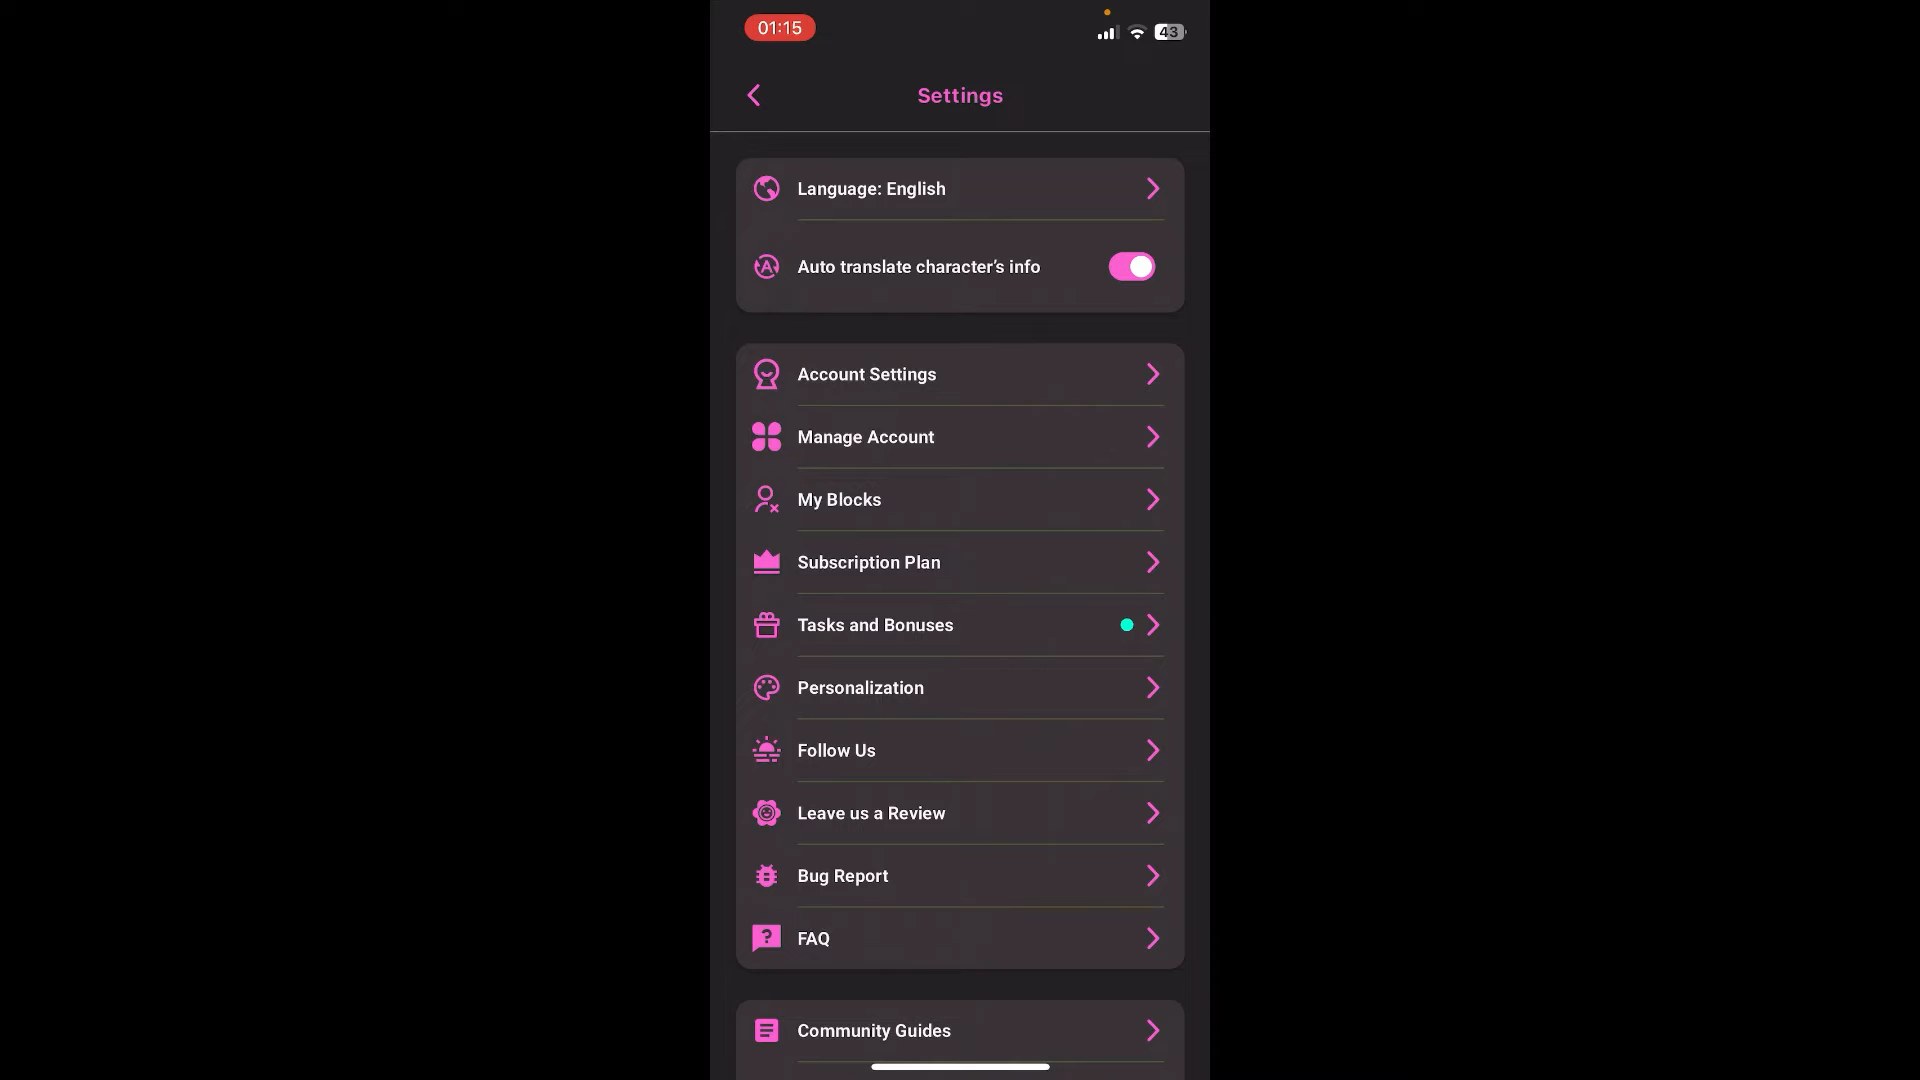 01:15
43
Settings
Language: English
Auto translate character’s info
Account Settings
Manage Account
My Blocks
Subscription Plan
Tasks and Bonuses
Personalization
Follow Us
Leave us a Review
Bug Report
FAQ
Community Guides